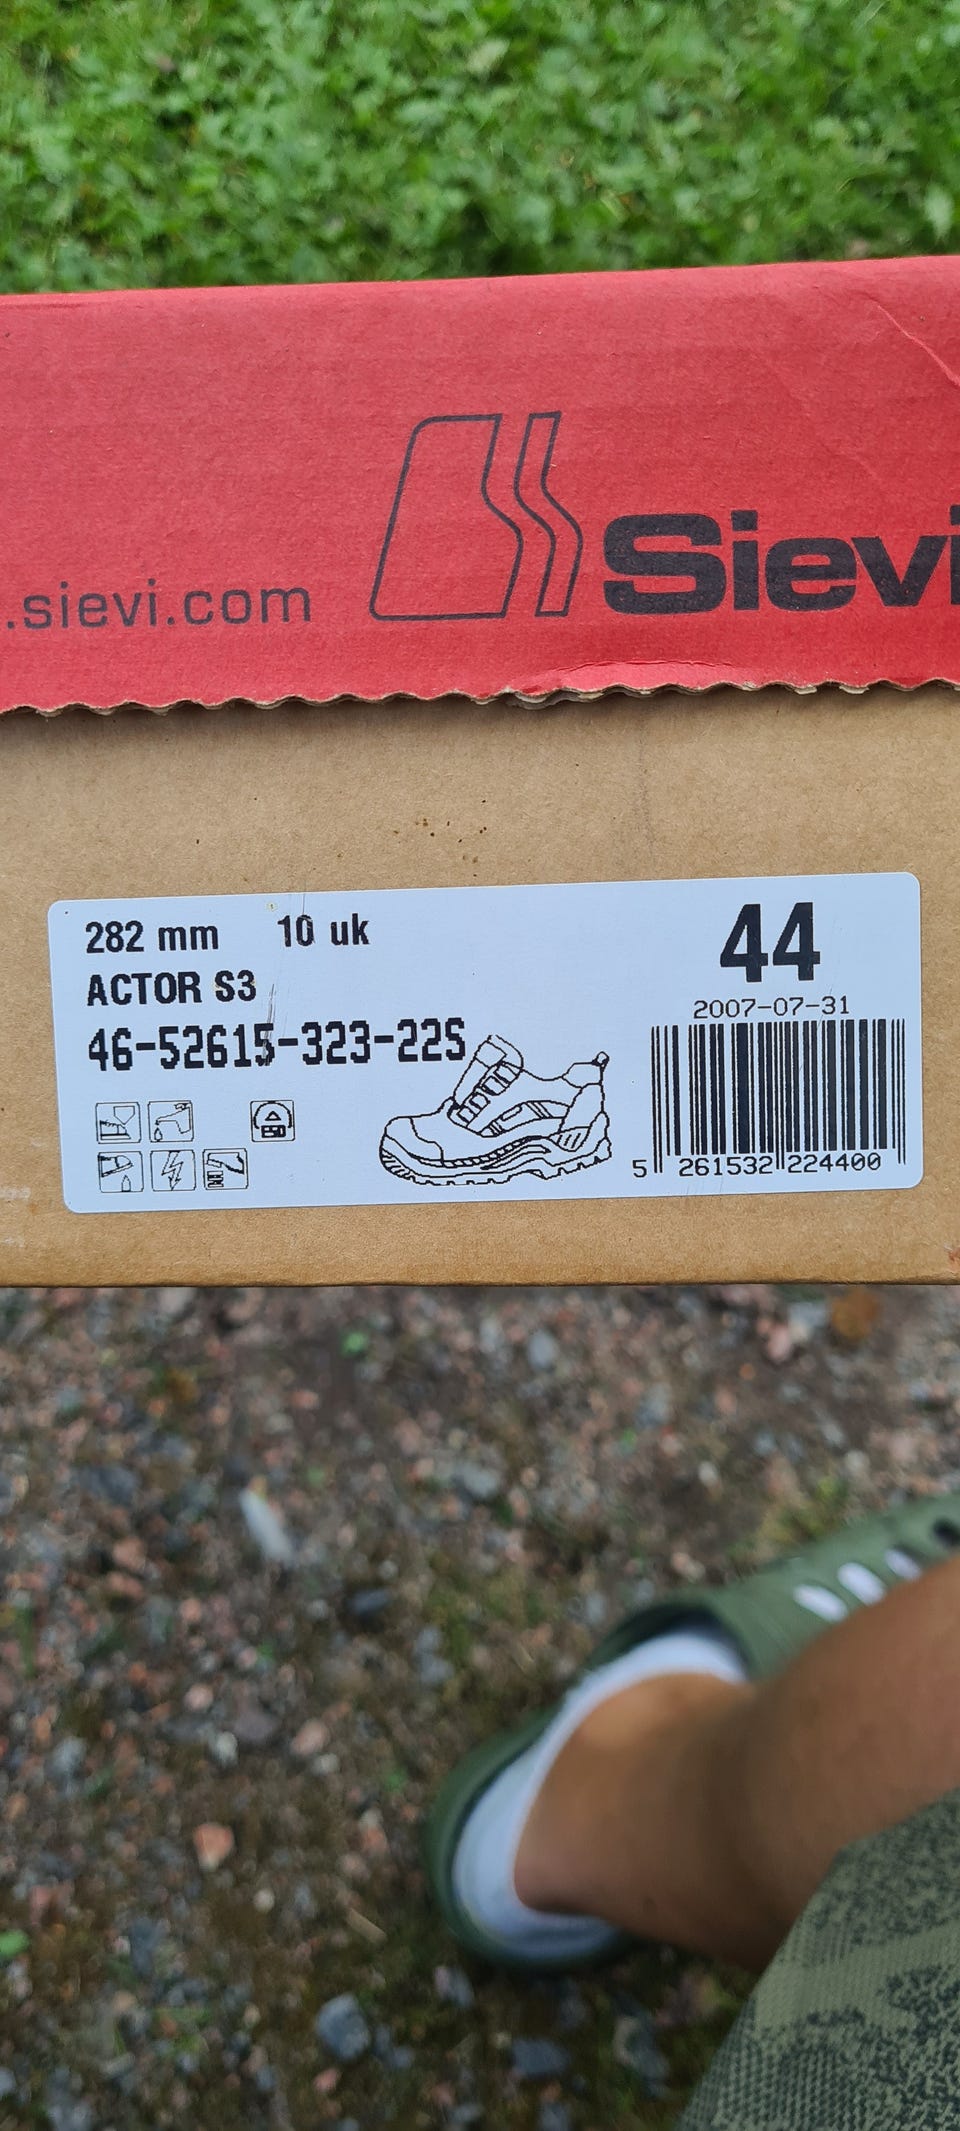 .sievi.com
Sievi
282 mm 10 uk
ACTOR S3
46-52615-323-22S
44
2007-07-31
5 261532 224400